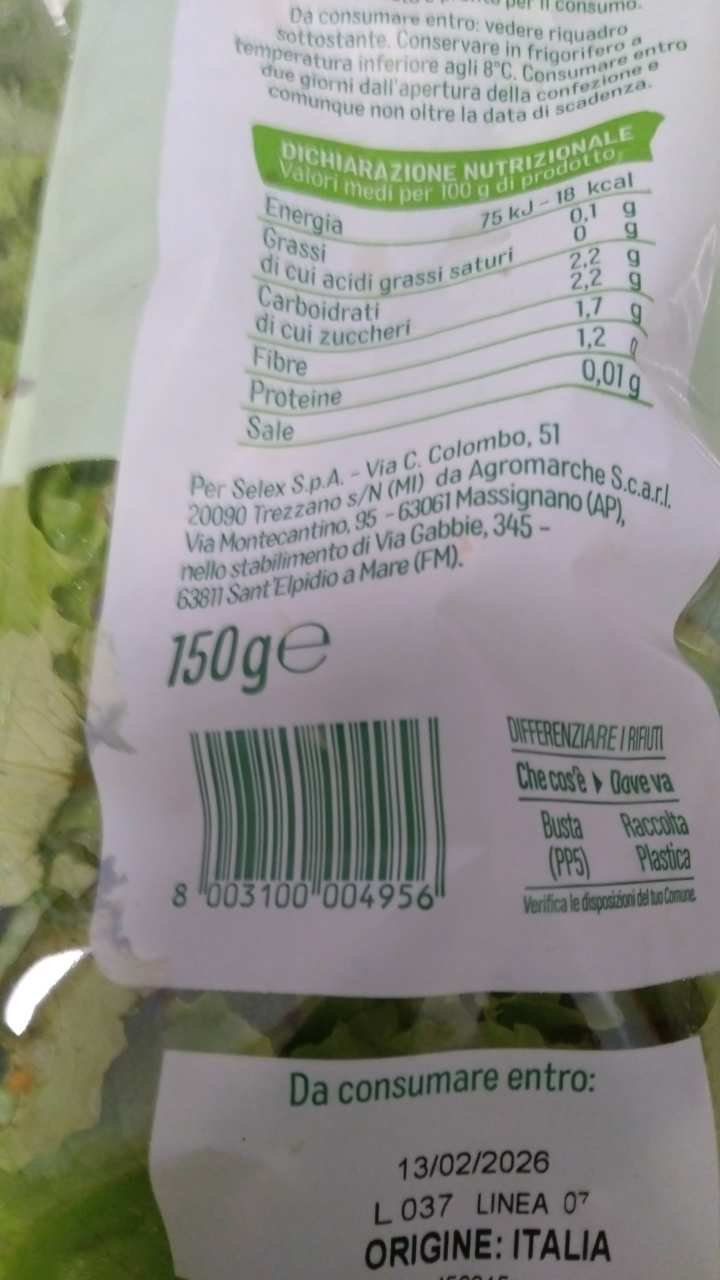 per il consumo.
Da consumare entro: vedere riquadro
sottostante. Conservare in frigorifero a
temperatura inferiore agli 8°C. Consumare entro
due giorni dall'apertura della confezione e
comunque non oltre la data di scadenza.
DICHIARAZIONE NUTRIZIONALE
Valori medi per 100 g di prodotto
Energia 75 kJ - 18 kcal
Grassi 0,1 g
di cui acidi grassi saturi 0 g
Carboidrati 2,2 g
di cui zuccheri 2,2 g
Fibre 1,7 g
Proteine 1,2 g
Sale 0,01 g
Per Selex S.p.A. - Via C. Colombo, 51
20090 Trezzano s/N (MI) da Agromarche S.c.a.r.l.
Via Montecantino, 95 - 63061 Massignano (AP),
nello stabilimento di Via Gabbie, 345 -
63811 Sant'Elpidio a Mare (FM).
150g e
8 003100 004956
DIFFERENZIARE I RIFIUTI
Che cos'è Dove va
Busta Raccolta
(PP5) Plastica
Verifica le disposizioni del tuo Comune.
Da consumare entro:
13/02/2026
L 037 LINEA 07
ORIGINE: ITALIA